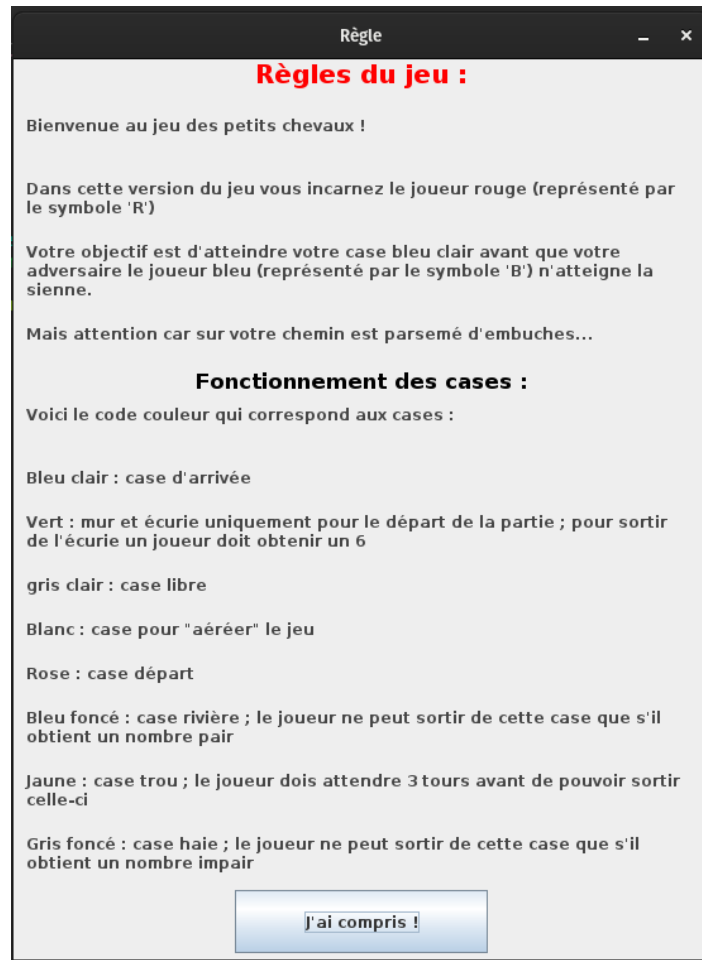 Règle
Règles du jeu :
Bienvenue au jeu des petits chevaux !
Dans cette version du jeu vous incarnez le joueur rouge (représenté par
le symbole 'R')
Votre objectif est d'atteindre votre case bleu clair avant que votre
adversaire le joueur bleu (représenté par le symbole 'B') n'atteigne la
sienne.
Mais attention car sur votre chemin est parsemé d'embuches...
Fonctionnement des cases :
Voici le code couleur qui correspond aux cases :
Bleu clair : case d'arrivée
Vert : mur et écurie uniquement pour le départ de la partie ; pour sortir
de l'écurie un joueur doit obtenir un 6
gris clair : case libre
Blanc : case pour "aéréer" le jeu
Rose : case départ
Bleu foncé : case rivière ; le joueur ne peut sortir de cette case que s'il
obtient un nombre pair
Jaune : case trou ; le joueur dois attendre 3 tours avant de pouvoir sortir
celle-ci
Gris foncé : case haie ; le joueur ne peut sortir de cette case que s'il
obtient un nombre impair
J'ai compris !